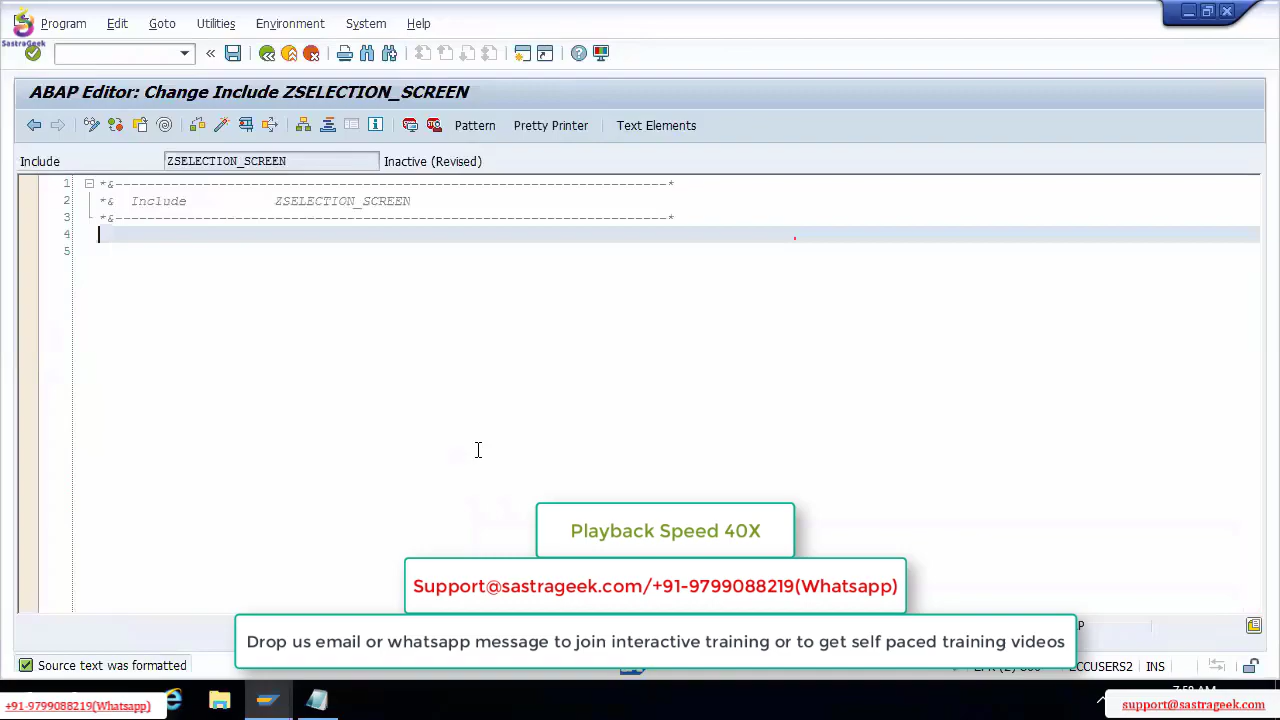 Program Edit Goto Utilities Environment System Help
SastraGeek
ABAP Editor: Change Include ZSELECTION_SCREEN
Pattern Pretty Printer Text Elements
Include ZSELECTION_SCREEN Inactive (Revised)
1 *&---------------------------------------------------------------------*
2 *& Include ZSELECTION_SCREEN
3 *&---------------------------------------------------------------------*
4
5
Playback Speed 40X
Support@sastrageek.com/+91-9799088219(Whatsapp)
Drop us email or whatsapp message to join interactive training or to get self paced training videos
Source text was formatted
ECCUSERS2 INS
+91-9799088219(Whatsapp)
support@sastrageek.com